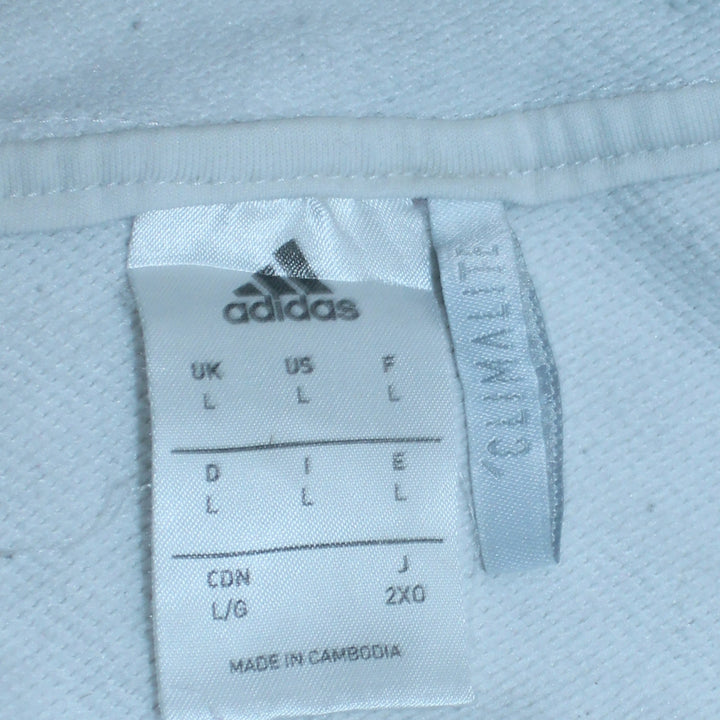 adidas
UK US F
L L L
D I E
L L L
CDN J
L/G 2XO
MADE IN CAMBODIA
CLIMALITE